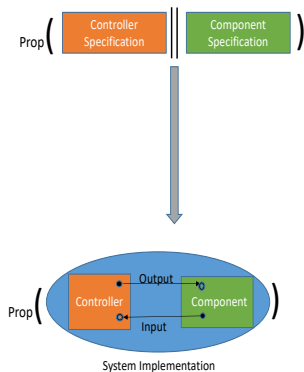 Prop ( Controller Specification || Component Specification )
Output
Prop ( Controller Component )
Input
System Implementation